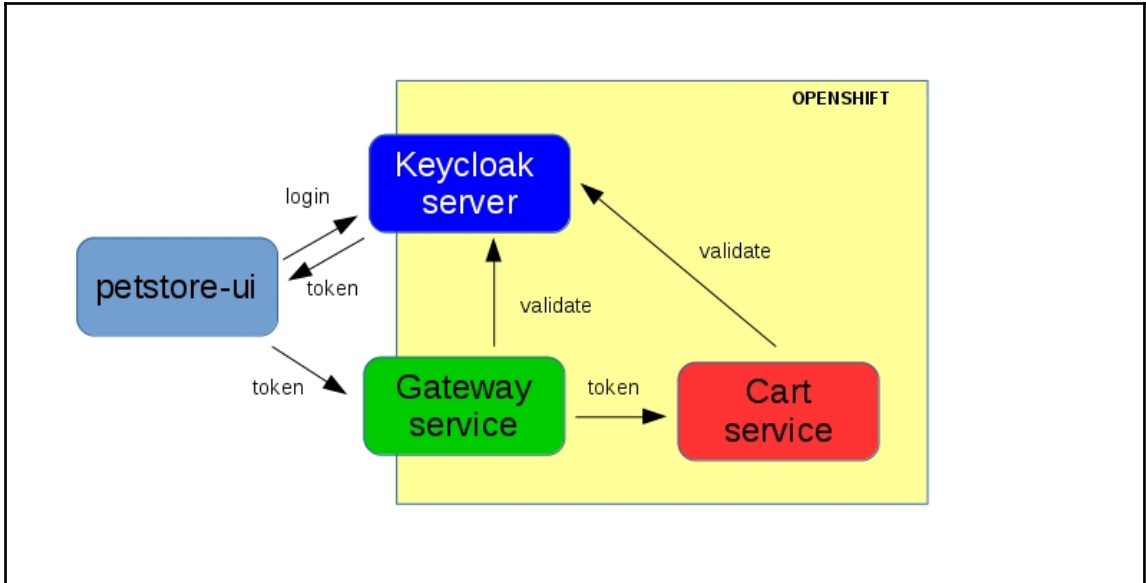 OPENSHIFT
Keycloak
server
login
validate
petstore-ui
token
validate
token
Gateway
service
token
Cart
service